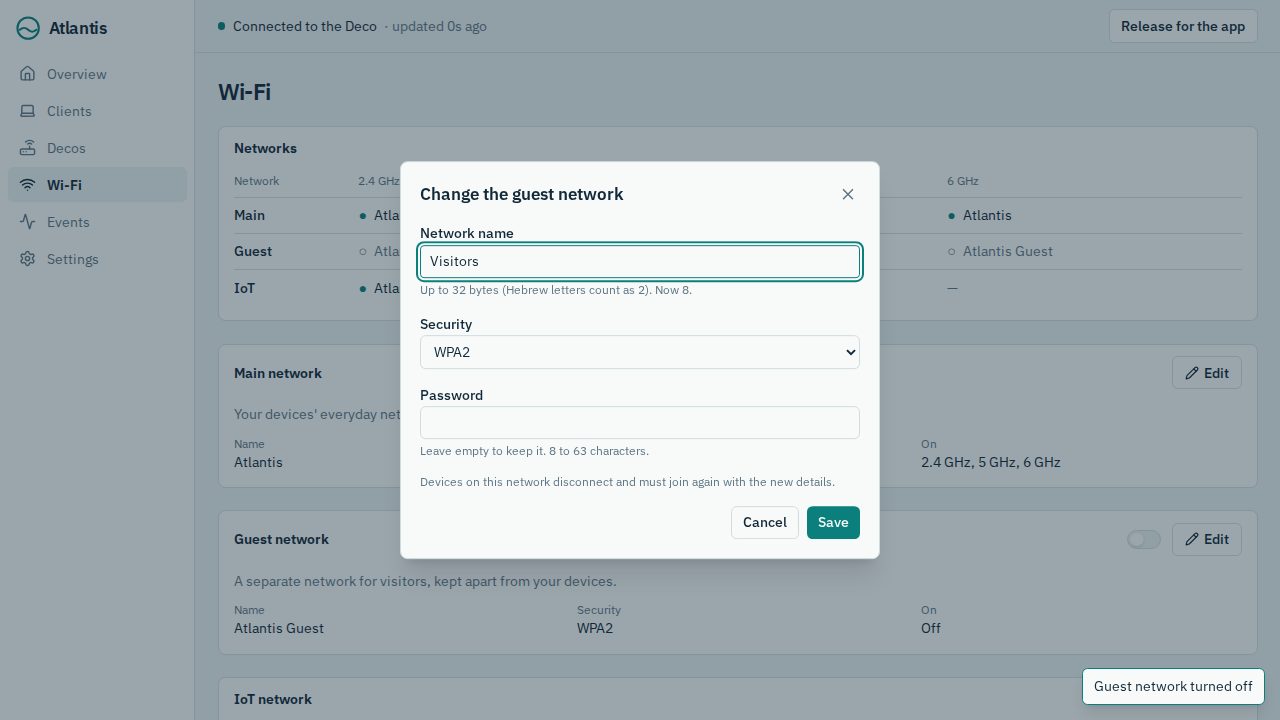 Atlantis
Connected to the Deco · updated 0s ago
Release for the app
Overview
Clients
Decos
Wi-Fi
Events
Settings
Wi-Fi
Networks
Network 2.4 GHz 6 GHz
Main Atla Atlantis
Guest Atla Atlantis Guest
IoT Atla —
Change the guest network
Network name
Visitors
Up to 32 bytes (Hebrew letters count as 2). Now 8.
Security
WPA2
Password
Leave empty to keep it. 8 to 63 characters.
Devices on this network disconnect and must join again with the new details.
Cancel Save
Main network Edit
Your devices' everyday net
Name On
Atlantis 2.4 GHz, 5 GHz, 6 GHz
Guest network Edit
A separate network for visitors, kept apart from your devices.
Name Security On
Atlantis Guest WPA2 Off
IoT network
Guest network turned off